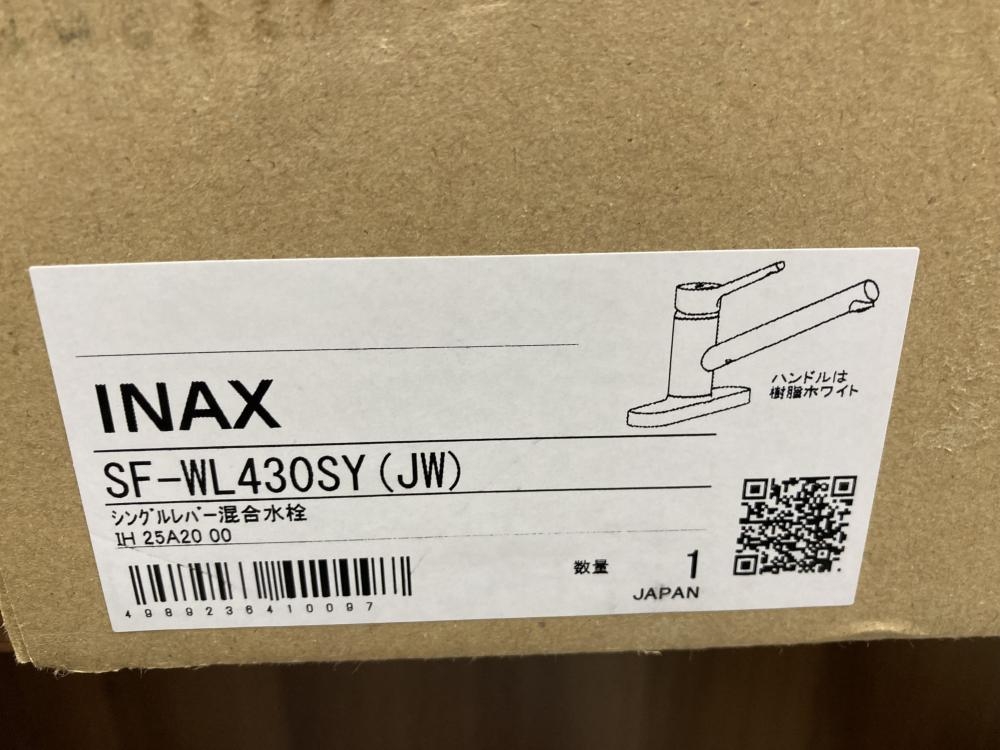 INAX
SF-WL430SY(JW)
シングルレバー混合水栓
IH 25A20 00
4989236410097
数量 1
JAPAN
ハンドルは
樹脂ホワイト